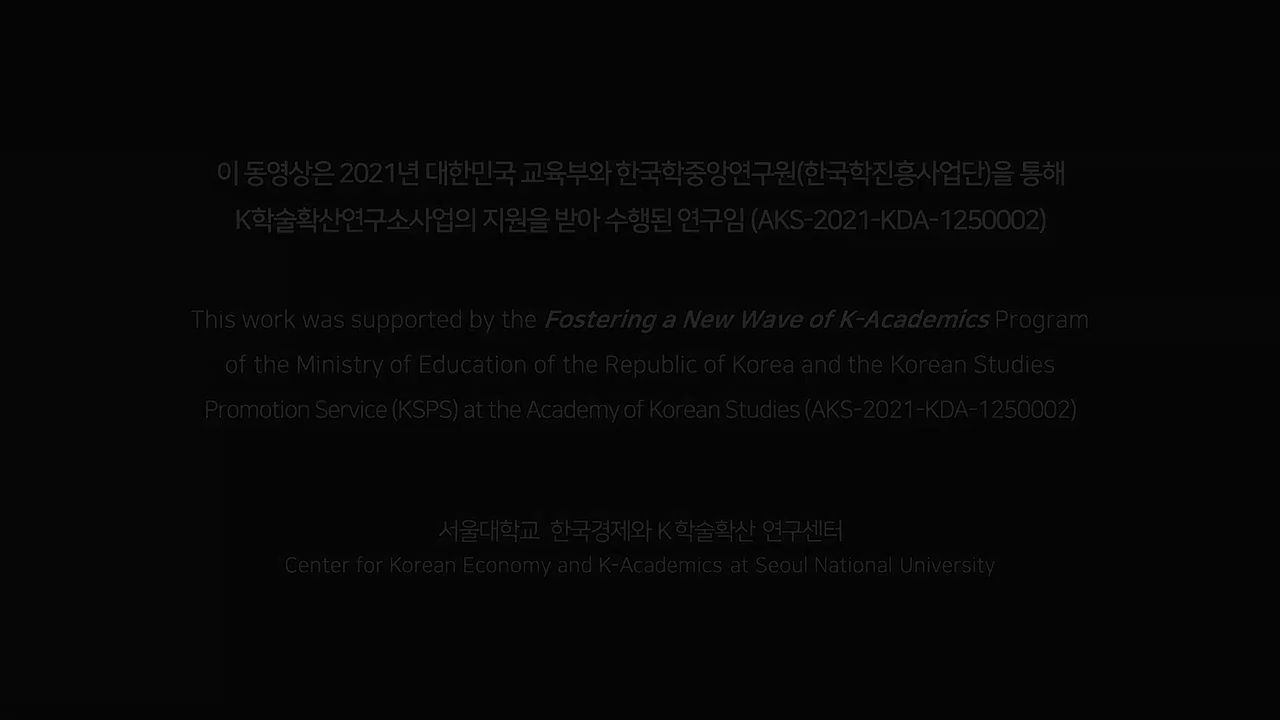 이 동영상은 2021년 대한민국 교육부와 한국학중앙연구원(한국학진흥사업단)을 통해
K학술확산연구소사업의 지원을 받아 수행된 연구임 (AKS-2021-KDA-1250002)
This work was supported by the Fostering a New Wave of K-Academics Program
of the Ministry of Education of the Republic of Korea and the Korean Studies
Promotion Service (KSPS) at the Academy of Korean Studies (AKS-2021-KDA-1250002)
서울대학교 한국경제와 K학술확산 연구센터
Center for Korean Economy and K-Academics at Seoul National University